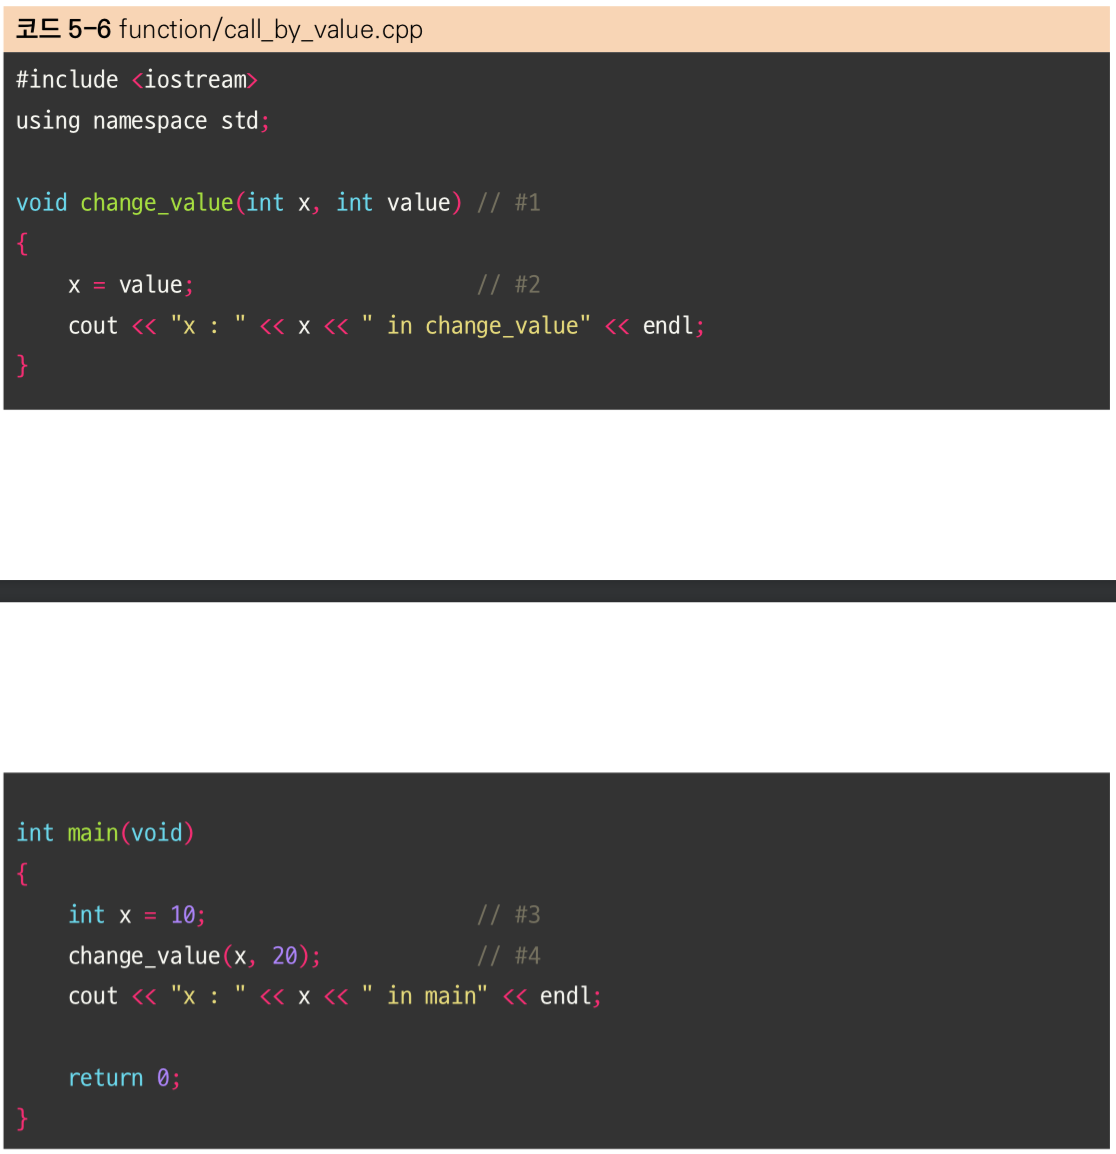 코드 5-6 function/call_by_value.cpp
#include <iostream>
using namespace std;
void change_value(int x, int value) // #1
{
    x = value;                      // #2
    cout << "x : " << x << " in change_value" << endl;
}
int main(void)
{
    int x = 10;                     // #3
    change_value(x, 20);            // #4
    cout << "x : " << x << " in main" << endl;
    return 0;
}